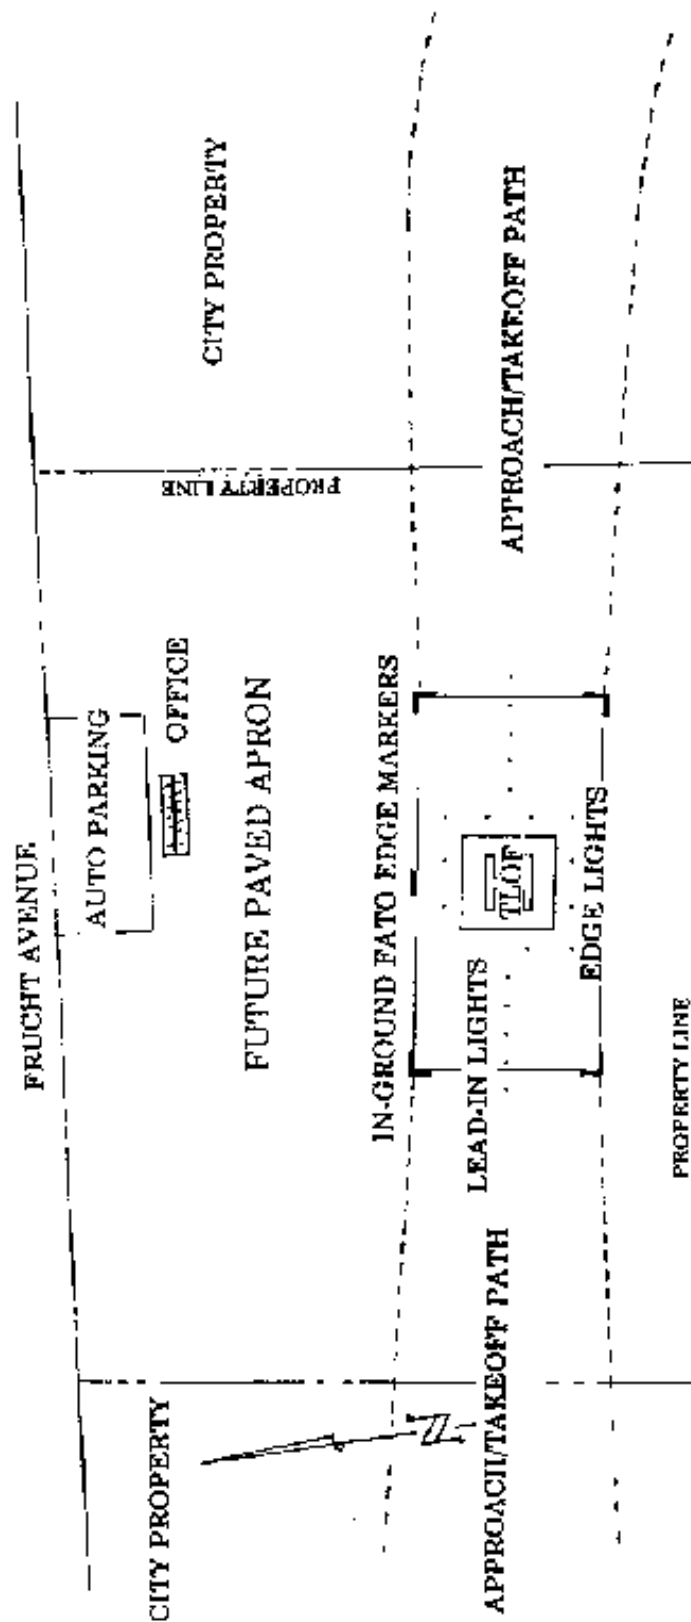 FRUCHT AVENUE
AUTO PARKING
OFFICE
CITY PROPERTY
PROPERTY LINE
FUTURE PAVED APRON
CITY PROPERTY
IN-GROUND FATO EDGE MARKERS
LEAD-IN LIGHTS
H
TLOF
EDGE LIGHTS
APPROACH/TAKEOFF PATH
APPROACH/TAKEOFF PATH
N
PROPERTY LINE